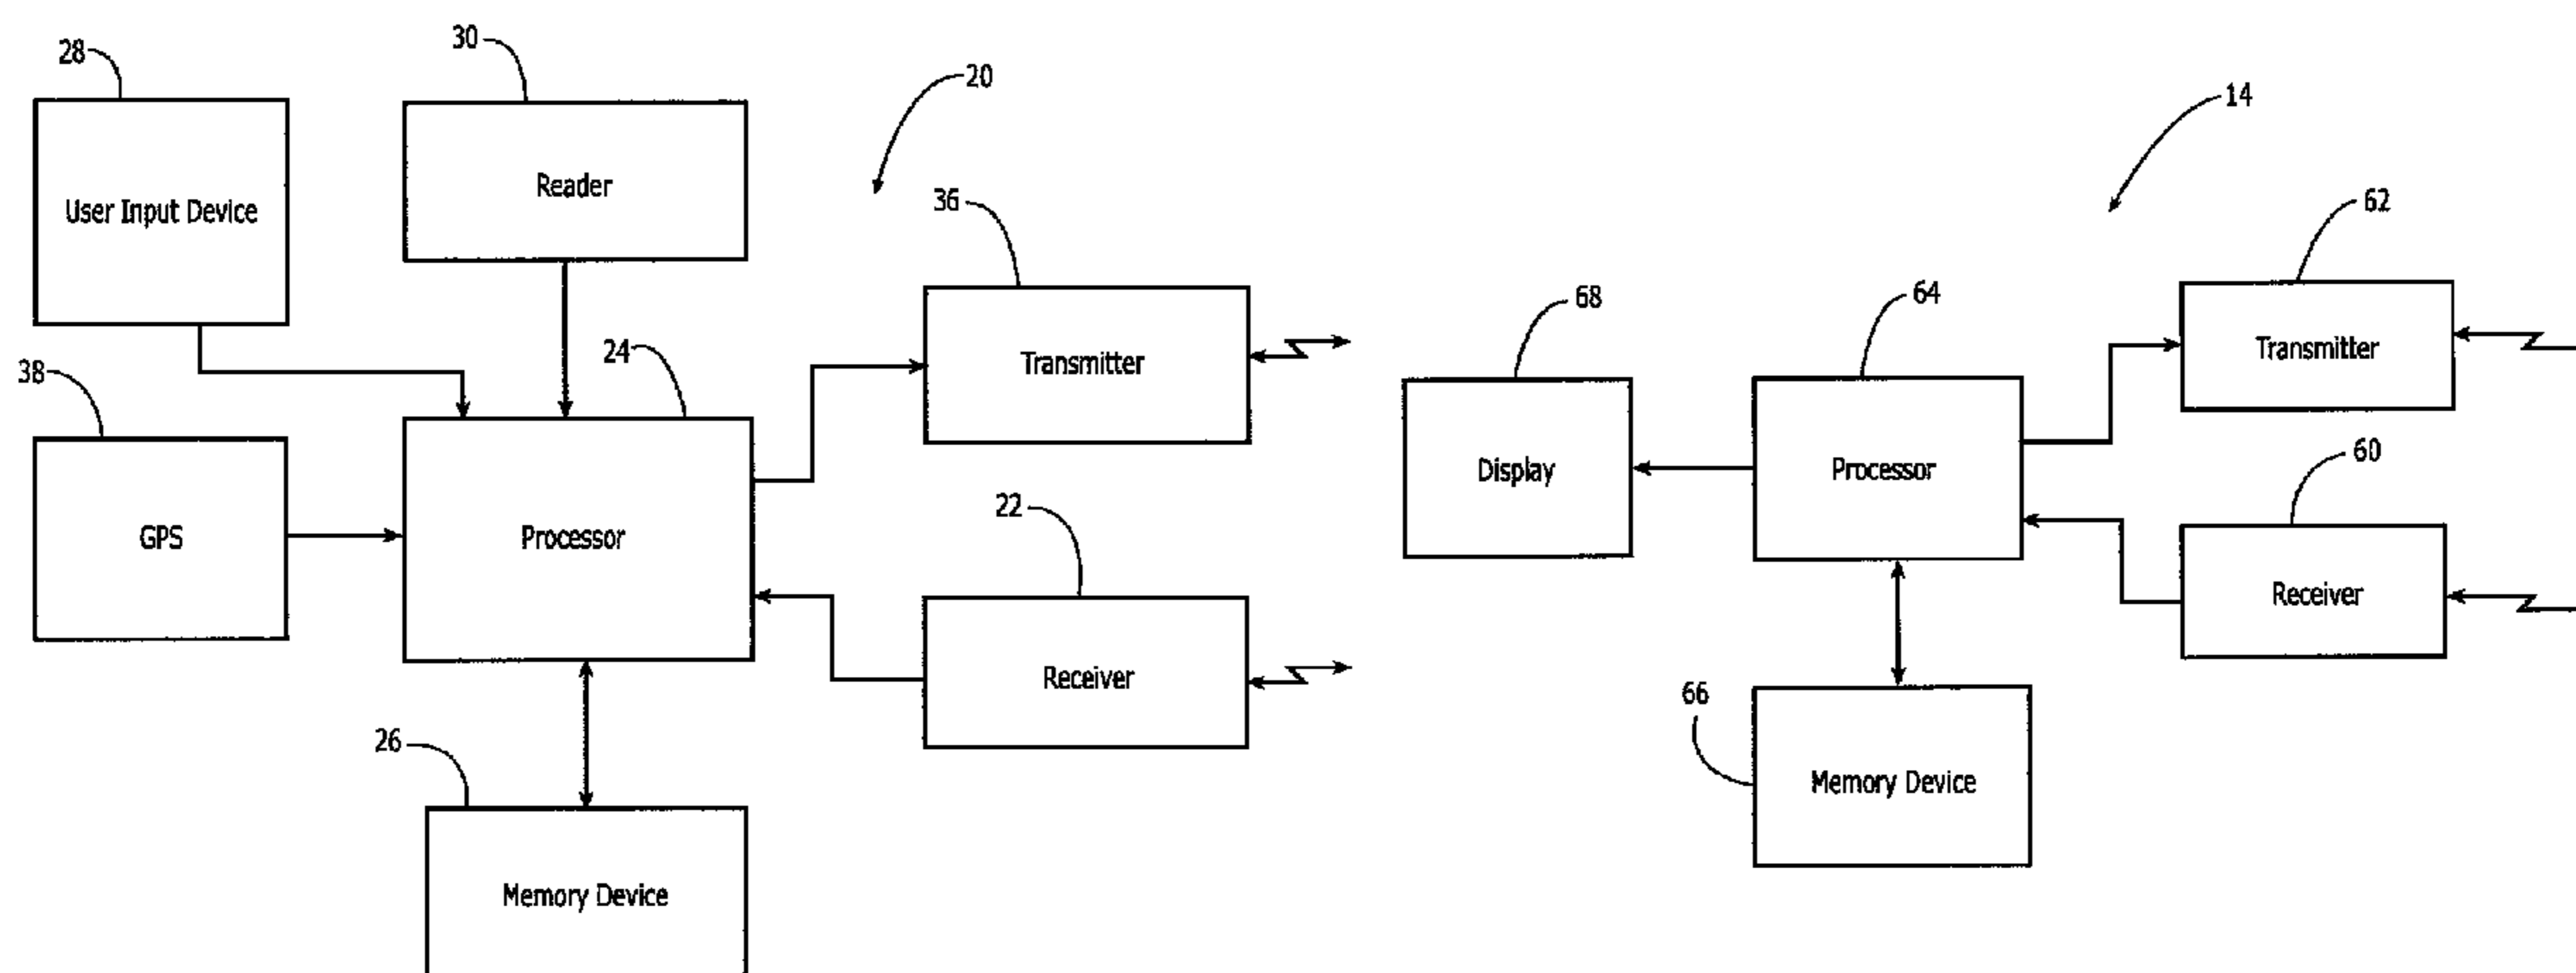 28
User Input Device
30
Reader
20
38
GPS
24
Processor
36
Transmitter
22
Receiver
26
Memory Device
14
68
Display
64
Processor
62
Transmitter
60
Receiver
66
Memory Device